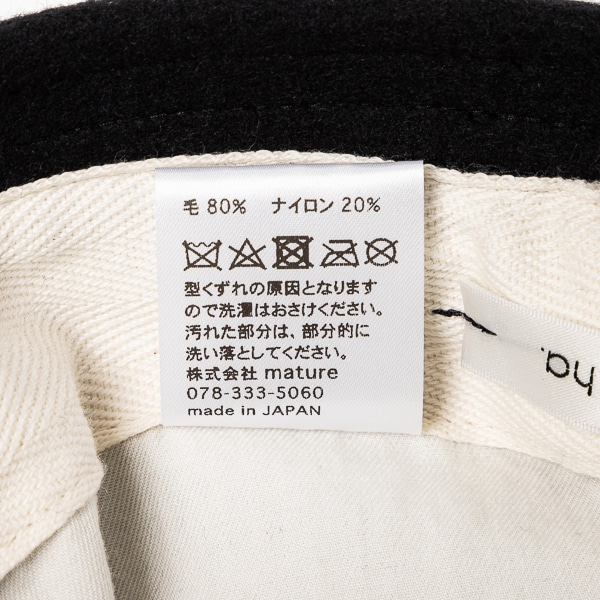 毛 80%　ナイロン 20%
型くずれの原因となります
ので洗濯はおさけください。
汚れた部分は、部分的に
洗い落としてください。
株式会社 mature
078-333-5060
made in JAPAN
ha.